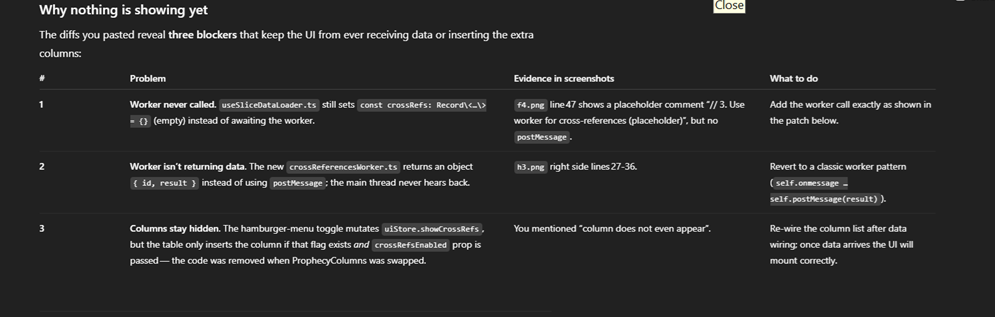 Close
Why nothing is showing yet
The diffs you pasted reveal three blockers that keep the UI from ever receiving data or inserting the extra
columns:
# Problem Evidence in screenshots What to do
1 Worker never called. useSliceDataLoader.ts still sets const crossRefs: Record\<…\>
= {} (empty) instead of awaiting the worker.
f4.png line 47 shows a placeholder comment “// 3. Use
worker for cross-references (placeholder)”, but no
postMessage.
Add the worker call exactly as shown in
the patch below.
2 Worker isn’t returning data. The new crossReferencesWorker.ts returns an object
{ id, result } instead of using postMessage; the main thread never hears back.
h3.png right side lines 27-36.
Revert to a classic worker pattern
(self.onmessage …
self.postMessage(result)).
3 Columns stay hidden. The hamburger-menu toggle mutates uiStore.showCrossRefs,
but the table only inserts the column if that flag exists and crossRefsEnabled prop is
passed — the code was removed when ProphecyColumns was swapped.
You mentioned “column does not even appear”.
Re-wire the column list after data
wiring; once data arrives the UI will
mount correctly.